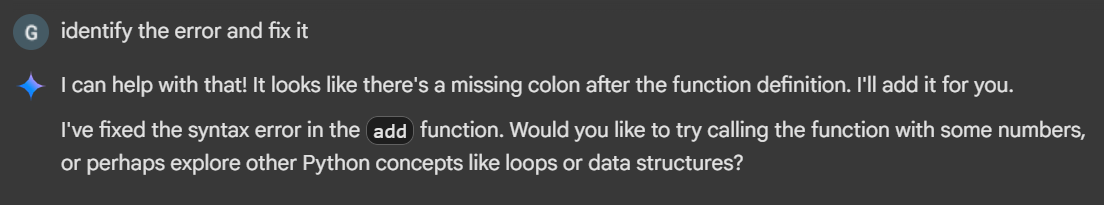 G identify the error and fix it
I can help with that! It looks like there's a missing colon after the function definition. I'll add it for you.
I've fixed the syntax error in the add function. Would you like to try calling the function with some numbers,
or perhaps explore other Python concepts like loops or data structures?